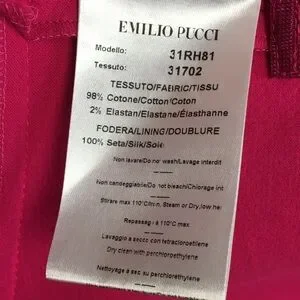 EMILIO PUCCI
Modello: 31RH81
Tessuto: 31702
TESSUTO/FABRIC/TISSU
98% Cotone/Cotton/Coton
2% Elastan/Elastane/Élasthanne
FODERA/LINING/DOUBLURE
100% Seta/Silk/Soie
Non lavare/Do not wash/Lavage interdit
Non candeggiabile/Do not bleach/Chlorage int
Stirare max 110°C/Iron, Steam or Dry, low he
Repassage à 110°C max
Lavaggio a secco con tetracloroetilene
Dry clean with perchloroethylene
Nettoyage à sec au perchloréthylène